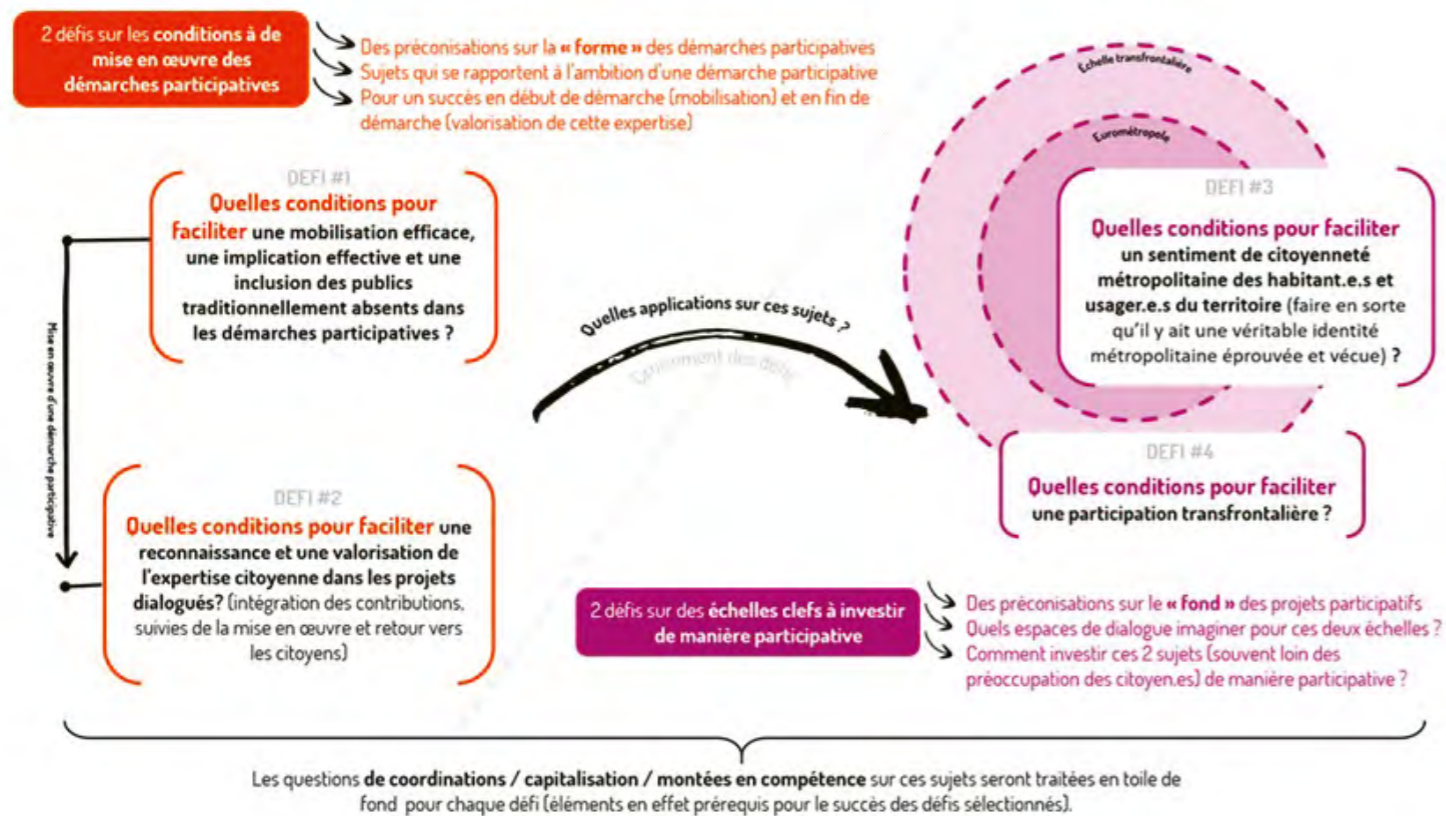 2 défis sur les conditions à de
mise en œuvre des
démarches participatives
Des préconisations sur la « forme » des démarches participatives
Sujets qui se rapportent à l'ambition d'une démarche participative
Pour un succès en début de démarche (mobilisation) et en fin de
démarche (valorisation de cette expertise)
DEFI #1
Quelles conditions pour
faciliter une mobilisation efficace,
une implication effective et une
inclusion des publics
traditionnellement absents dans
les démarches participatives ?
Mise en œuvre d'une démarche participative
DEFI #2
Quelles conditions pour faciliter une
reconnaissance et une valorisation de
l'expertise citoyenne dans les projets
dialogués? (intégration des contributions,
suivies de la mise en œuvre et retour vers
les citoyens)
Quelles applications sur ces sujets ?
Échelle transfrontalière
Eurométropole
DEFI #3
Quelles conditions pour faciliter
un sentiment de citoyenneté
métropolitaine des habitant.e.s et
usager.e.s du territoire (faire en sorte
qu'il y ait une véritable identité
métropolitaine éprouvée et vécue) ?
DEFI #4
Quelles conditions pour faciliter
une participation transfrontalière ?
2 défis sur des échelles clefs à investir
de manière participative
Des préconisations sur le « fond » des projets participatifs
Quels espaces de dialogue imaginer pour ces deux échelles ?
Comment investir ces 2 sujets (souvent loin des
préoccupation des citoyen.es) de manière participative ?
Les questions de coordinations / capitalisation / montées en compétence sur ces sujets seront traitées en toile de
fond pour chaque défi (éléments en effet prérequis pour le succès des défis sélectionnés).